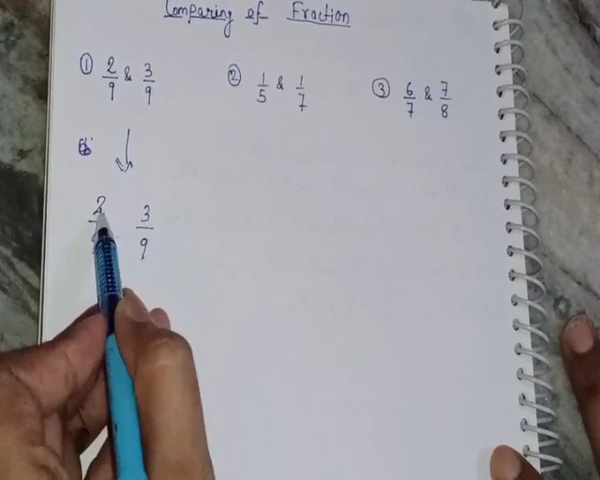 Comparing of Fraction
① 2/9 & 3/9 ② 1/5 & 1/7 ③ 6/7 & 7/8
2 3/9